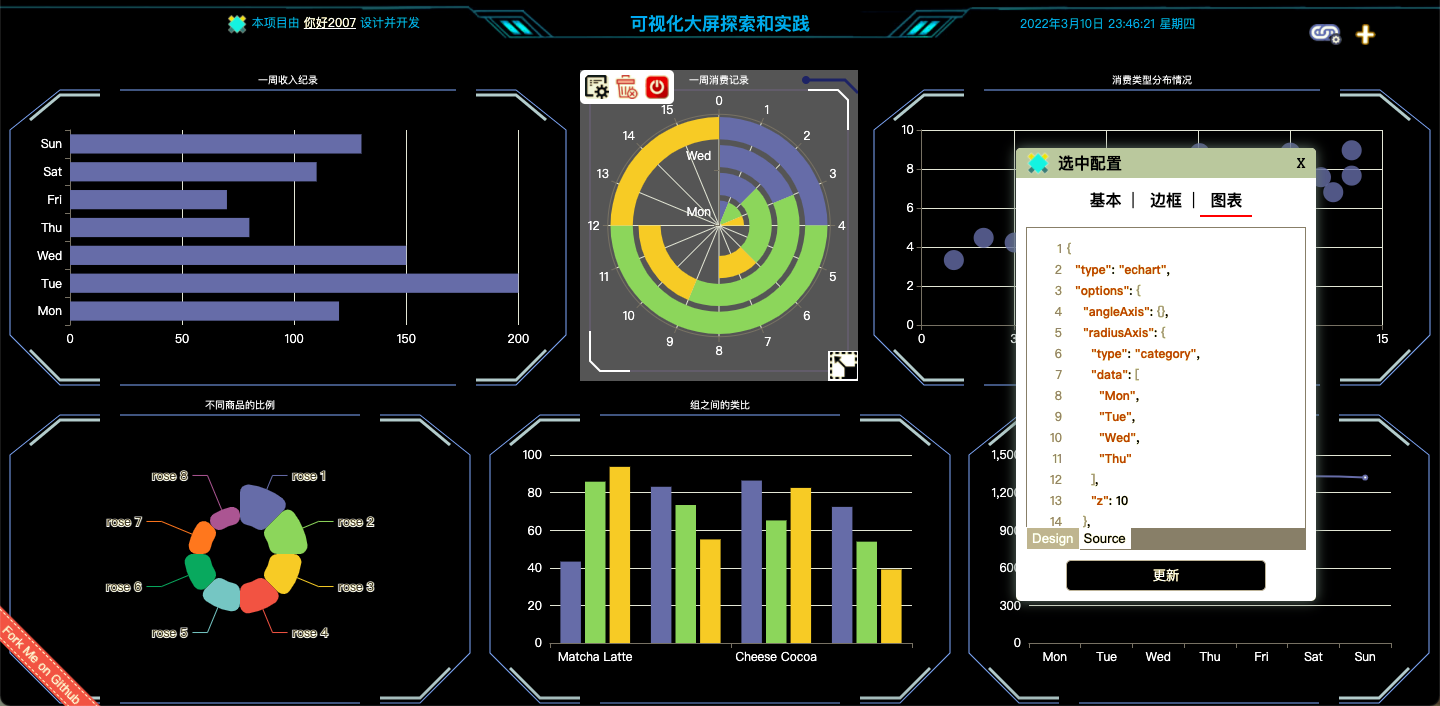 本项目由 你好2007 设计并开发
可视化大屏探索和实践
2022年3月10日 23:46:21 星期四
一周收入纪录
Sun
Sat
Fri
Thu
Wed
Tue
Mon
0 50 100 150 200
一周消费记录
0
1
2
3
4
5
6
7
8
9
10
11
12
13
14
15
Wed
Mon
消费类型分布情况
10
8
6
4
2
0
0 3 15
选中配置 X
基本 | 边框 | 图表
1 {
2 "type": "echart",
3 "options": {
4 "angleAxis": {},
5 "radiusAxis": {
6 "type": "category",
7 "data": [
8 "Mon",
9 "Tue",
10 "Wed",
11 "Thu"
12 ],
13 "z": 10
14 },
Design Source
更新
不同商品的比例
rose 1
rose 2
rose 3
rose 4
rose 5
rose 6
rose 7
rose 8
组之间的类比
100
80
60
40
20
0
Matcha Latte Cheese Cocoa
1,500
1,200
900
600
300
0
Mon Tue Wed Thu Fri Sat Sun
Fork Me on Github